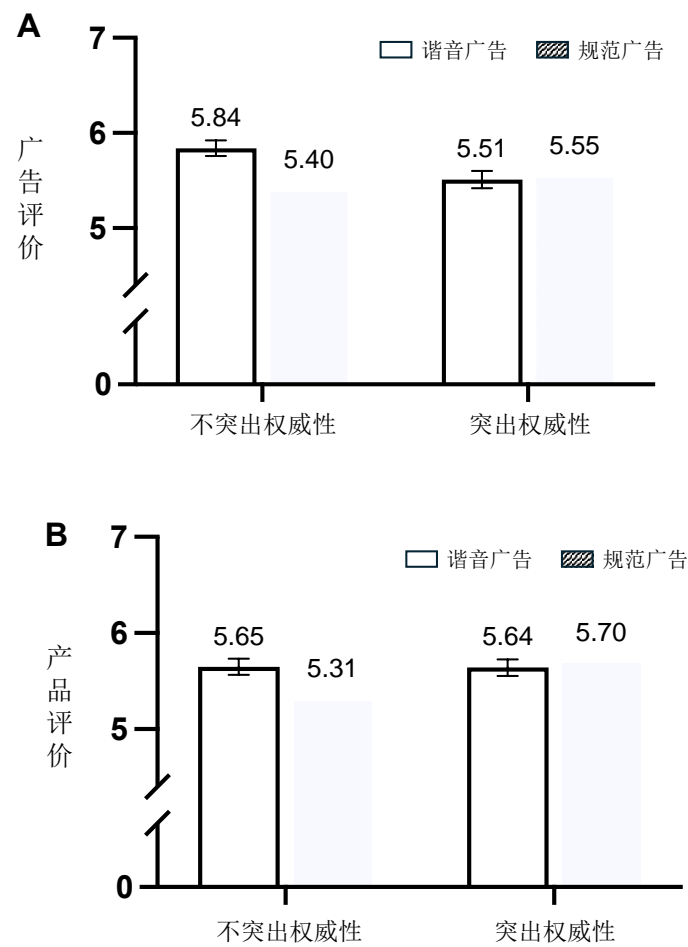 A
7
谐音广告 规范广告
5.84
6
5.40
5.51
5.55
广告评价
5
0
不突出权威性 突出权威性
B
7
谐音广告 规范广告
6
5.65
5.31
5.64
5.70
产品评价
5
0
不突出权威性 突出权威性